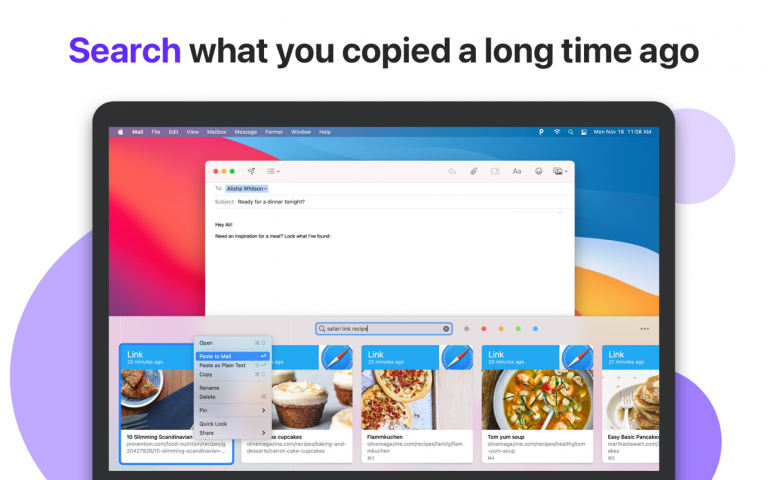 Search what you copied a long time ago
Mail File Edit View Mailbox Message Format Window Help
Mon Nov 16 11:08 AM
Aa
To: Alisha Whilson
Subject: Ready for a dinner tonight?
Hey Ali!
Need an inspiration for a meal? Look what I've found:
safari link recipe
Link
22 minutes ago
10 Slimming Scandinavian
prevention.com/food-nutrition/recipes/g
20427926/10-slimming-scandinavian-
Open
Paste to Mail
Paste as Plain Text
Copy
Rename
Delete
Pin
Quick Look
Share
minutes ago
cupcakes
olivemagazine.com/recipes/baking-and-
desserts/carrot-cake-cupcakes
Link
23 minutes ago
Flammkuchen
olivemagazine.com/recipes/family/flam
mkuchen
⌘3
Link
25 minutes ago
Tom yum soup
olivemagazine.com/recipes/healthy/tom
-yum-soup
⌘4
Link
27 minutes ago
Easy Basic Pancakes
marthastewart.com/